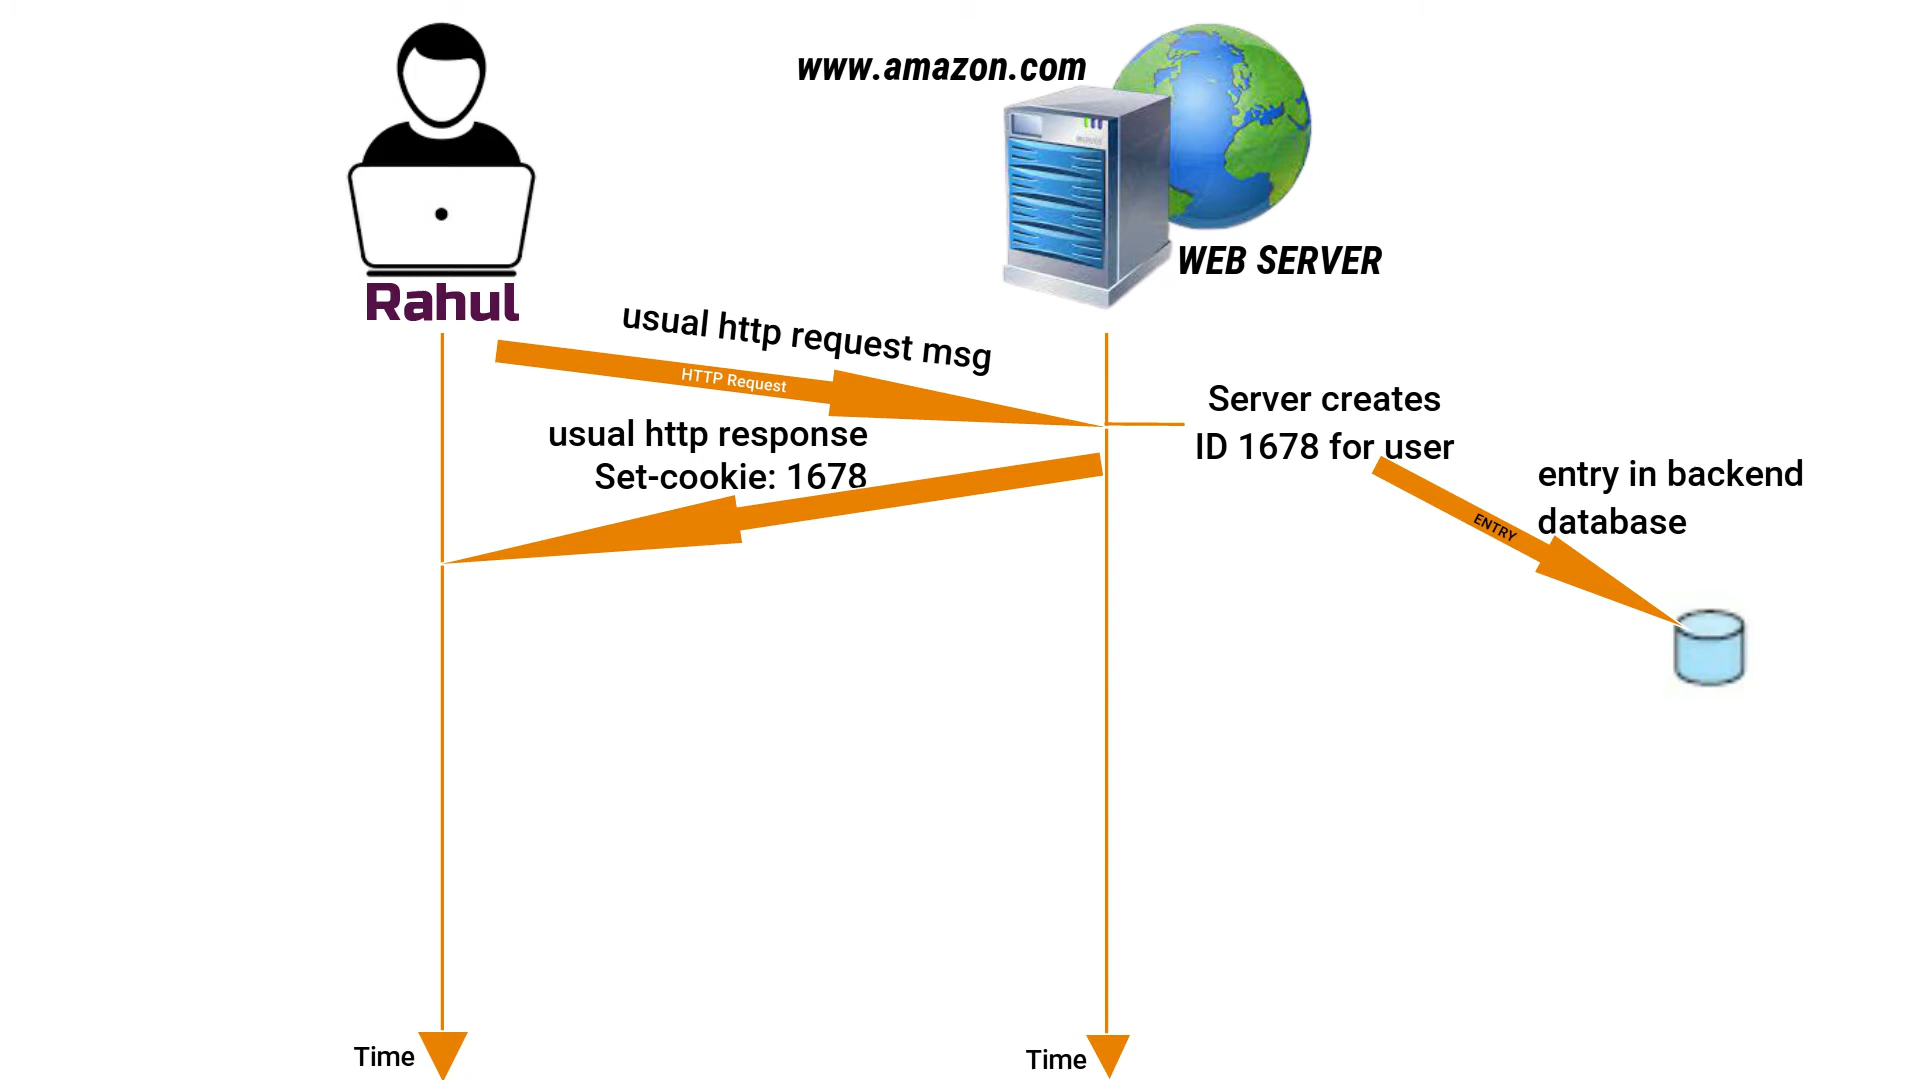 www.amazon.com
WEB SERVER
Rahul
usual http request msg
HTTP Request
Server creates
ID 1678 for user
usual http response
Set-cookie: 1678
entry in backend
database
ENTRY
Time
Time